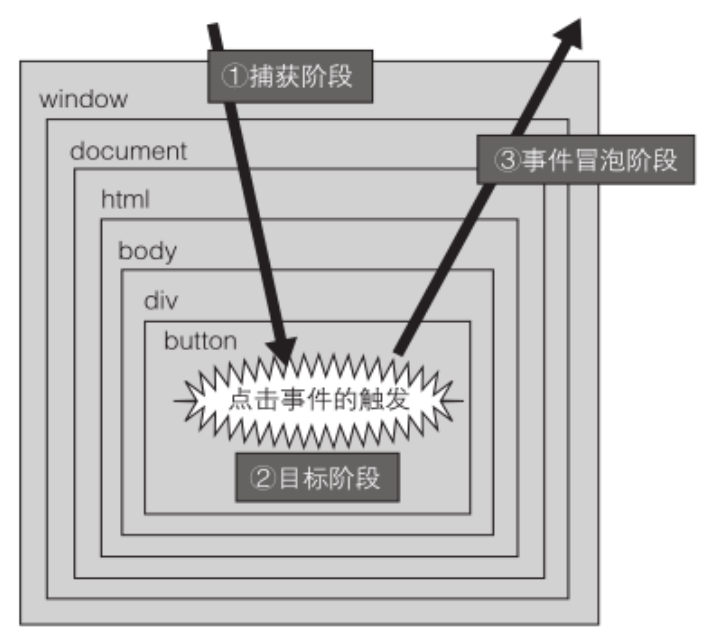 ①捕获阶段
window
document
③事件冒泡阶段
html
body
div
button
点击事件的触发
②目标阶段